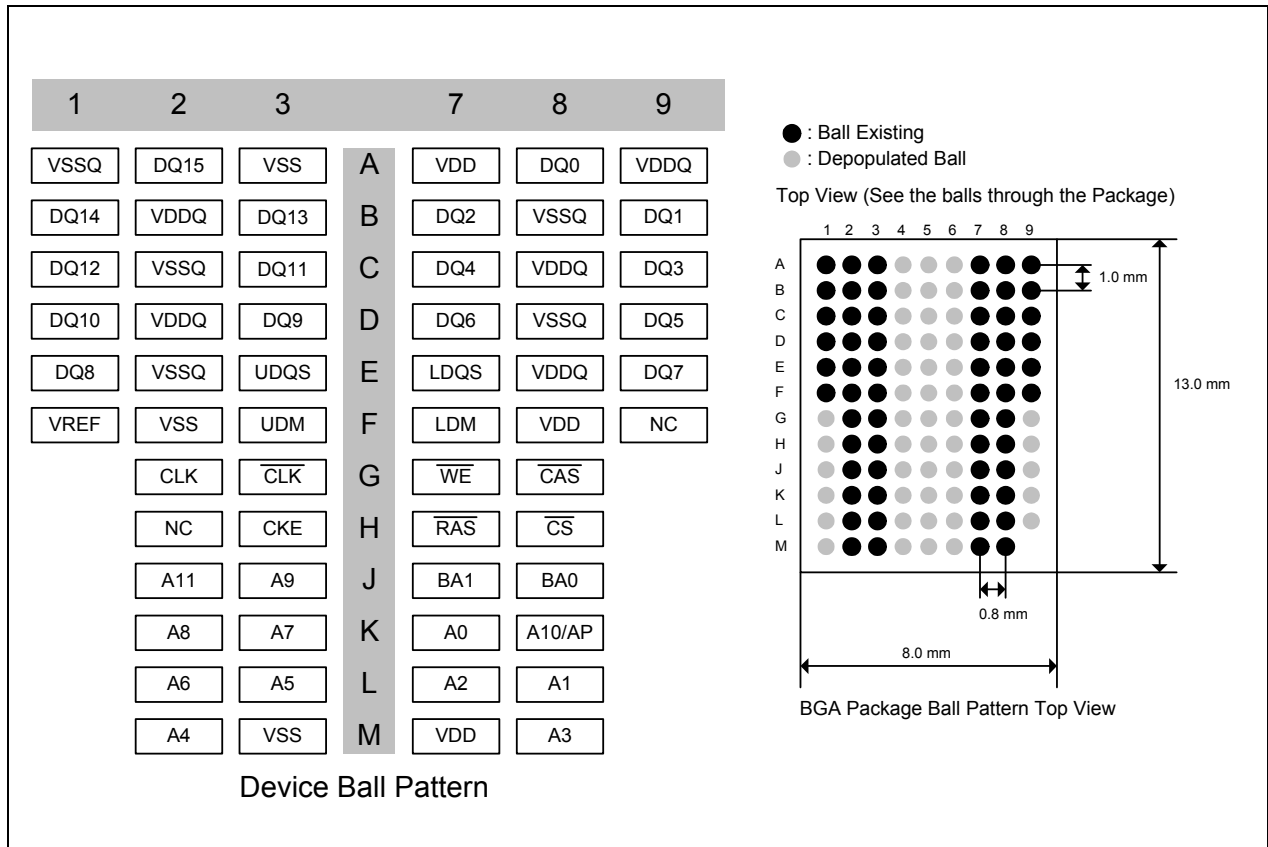 1 2 3 7 8 9
VSSQ DQ15 VSS A VDD DQ0 VDDQ
DQ14 VDDQ DQ13 B DQ2 VSSQ DQ1
DQ12 VSSQ DQ11 C DQ4 VDDQ DQ3
DQ10 VDDQ DQ9 D DQ6 VSSQ DQ5
DQ8 VSSQ UDQS E LDQS VDDQ DQ7
VREF VSS UDM F LDM VDD NC
CLK C̅L̅K̅ G W̅E̅ C̅A̅S̅
NC CKE H R̅A̅S̅ C̅S̅
A11 A9 J BA1 BA0
A8 A7 K A0 A10/AP
A6 A5 L A2 A1
A4 VSS M VDD A3
Device Ball Pattern
: Ball Existing
: Depopulated Ball
Top View (See the balls through the Package)
1 2 3 4 5 6 7 8 9
A
B
C
D
E
F
G
H
J
K
L
M
1.0 mm
13.0 mm
0.8 mm
8.0 mm
BGA Package Ball Pattern Top View